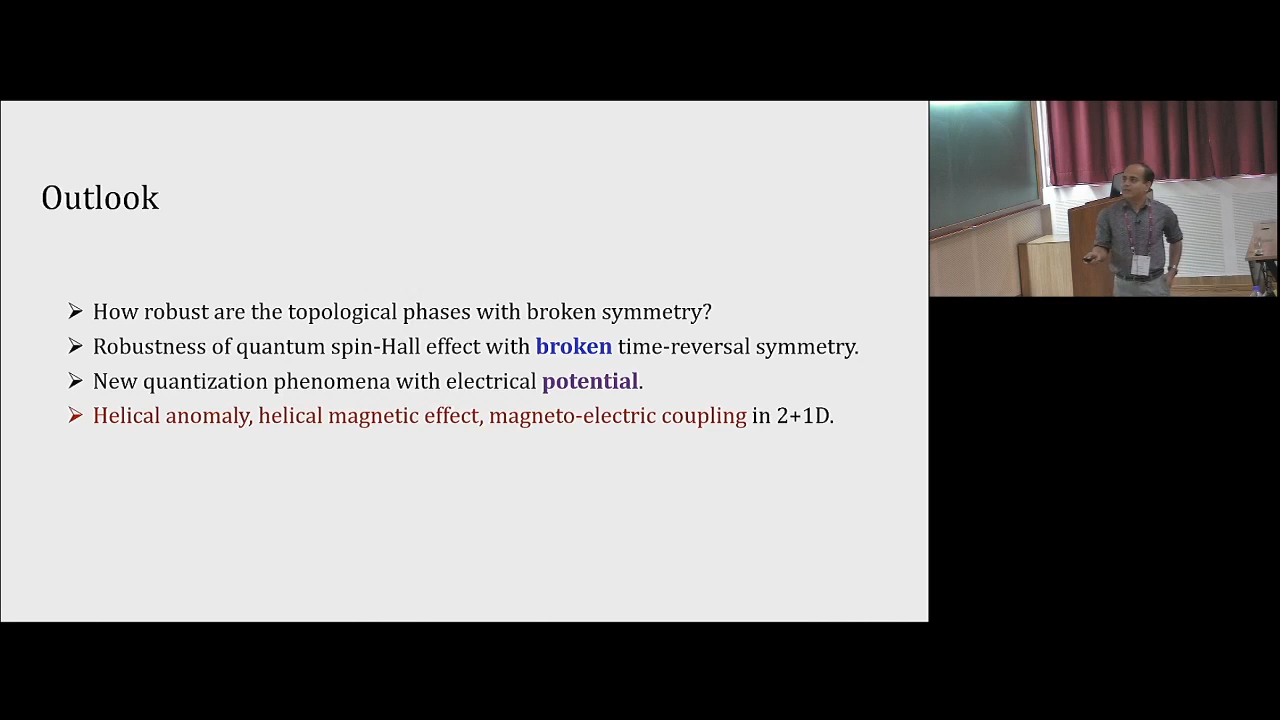 Outlook
➢ How robust are the topological phases with broken symmetry?
➢ Robustness of quantum spin-Hall effect with broken time-reversal symmetry.
➢ New quantization phenomena with electrical potential.
➢ Helical anomaly, helical magnetic effect, magneto-electric coupling in 2+1D.